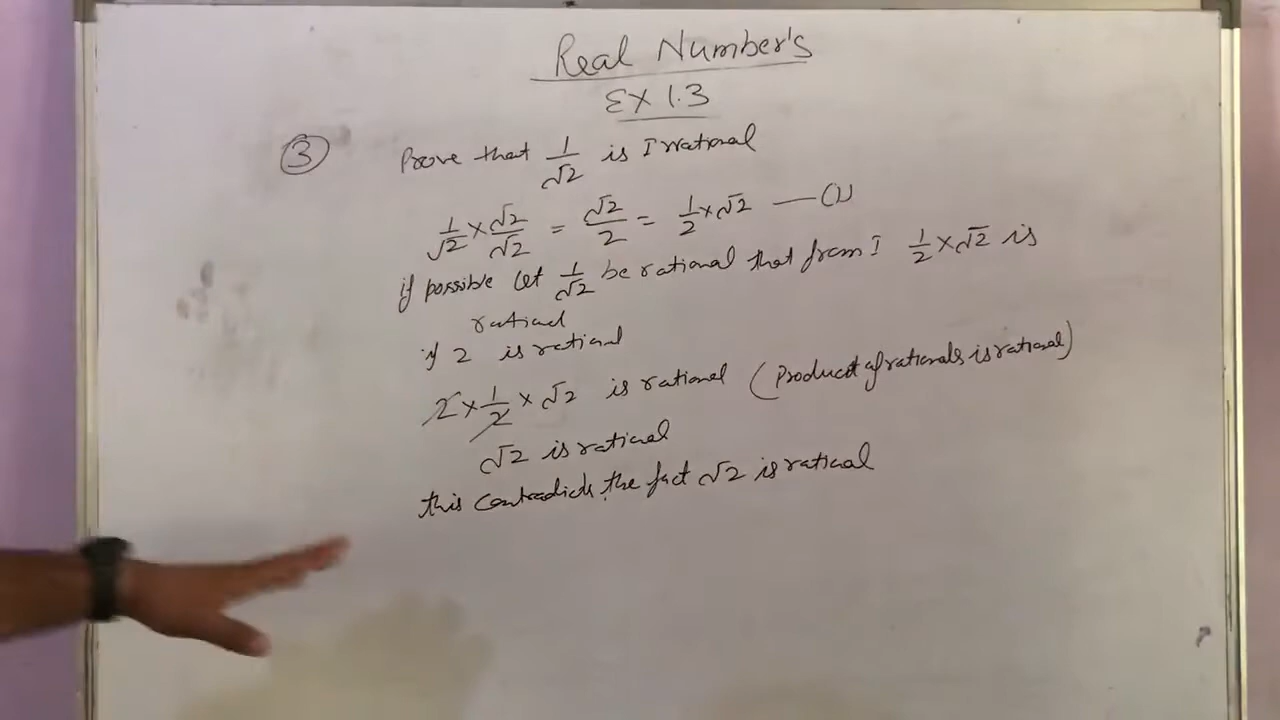 Real Number's
Ex 1.3
③ Prove that 1/√2 is Irrational
1/√2 × √2/√2 = √2/2 = 1/2 × √2 — (1)
if possible let 1/√2 be rational that from I 1/2 × √2 is
rational
if 2 is rational
2 × 1/2 × √2 is rational (Product of rationals is rational)
√2 is rational
this contradicts the fact √2 is rational